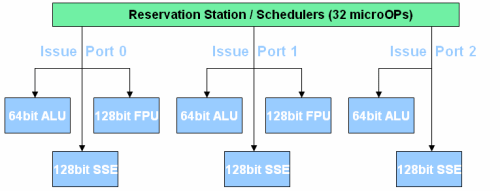 Reservation Station / Schedulers (32 microOPs)
Issue Port 0
Issue Port 1
Issue Port 2
64bit ALU
128bit FPU
64bit ALU
128bit FPU
64bit ALU
128bit SSE
128bit SSE
128bit SSE